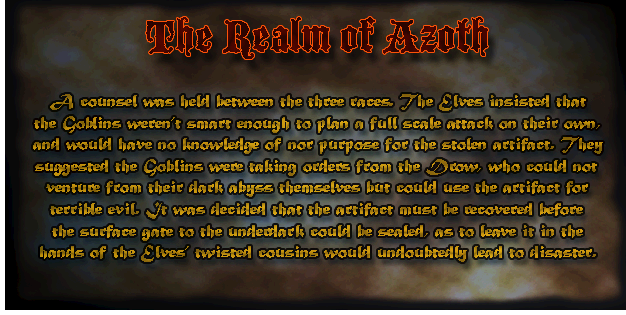 The Realm of Azoth
A counsel was held between the three races. The Elves insisted that
the Goblins weren't smart enough to plan a full scale attack on their own,
and would have no knowledge of nor purpose for the stolen artifact. They
suggested the Goblins were taking orders from the Drow, who could not
venture from their dark abyss themselves but could use the artifact for
terrible evil. It was decided that the artifact must be recovered before
the surface gate to the underdark could be sealed, as to leave it in the
hands of the Elves' twisted cousins would undoubtedly lead to disaster.